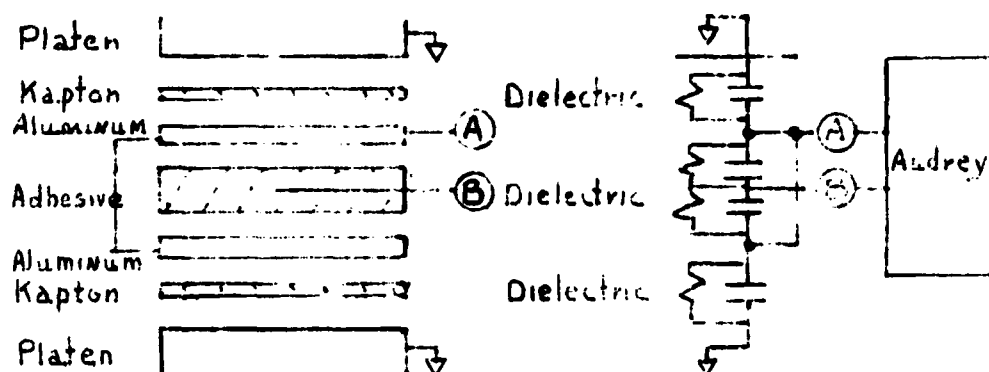 Platen
Kapton
Aluminum
Adhesive
Aluminum
Kapton
Platen
A
B
Dielectric
Dielectric
Dielectric
A
B
Audrey